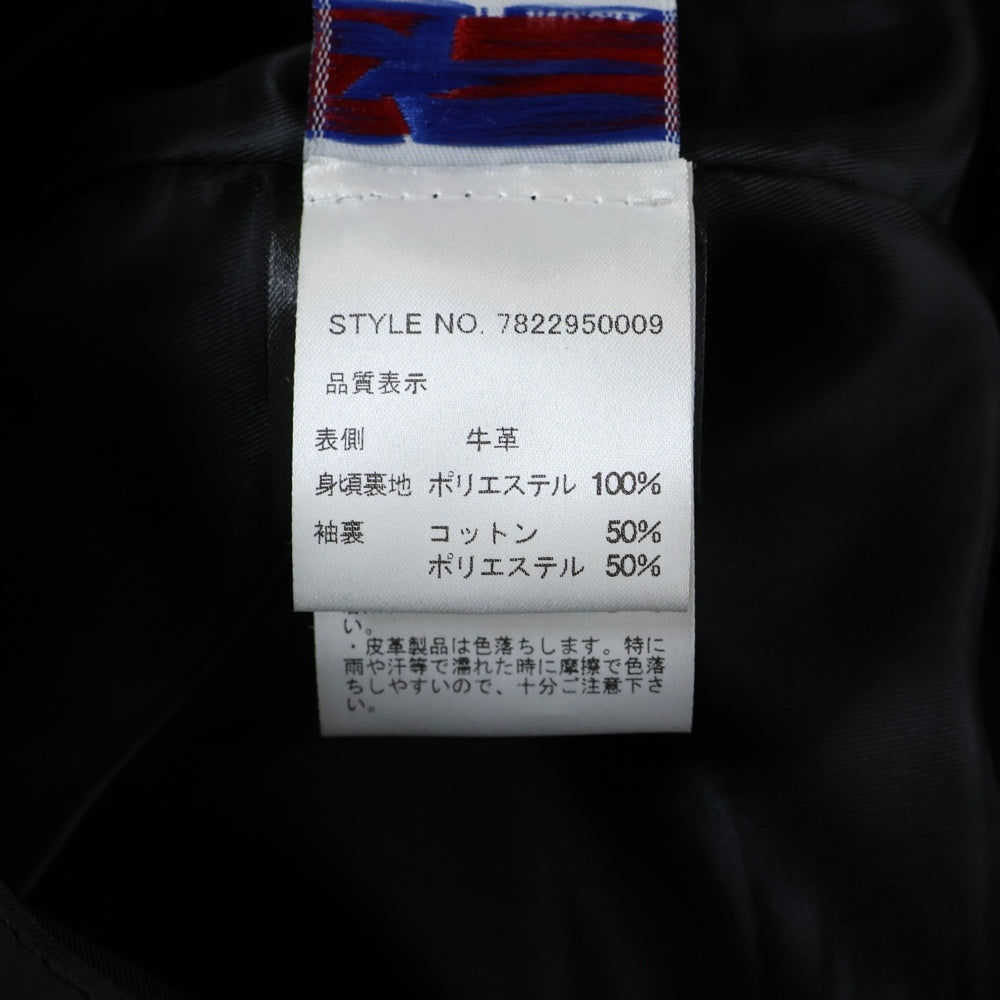 STYLE NO. 7822950009
品質表示
表側 牛革
身頃裏地 ポリエステル 100%
袖裏 コットン 50%
ポリエステル 50%
い。
・皮革製品は色落ちします。特に
雨や汗等で濡れた時に摩擦で色落
ちしやすいので、十分ご注意下さ
い。